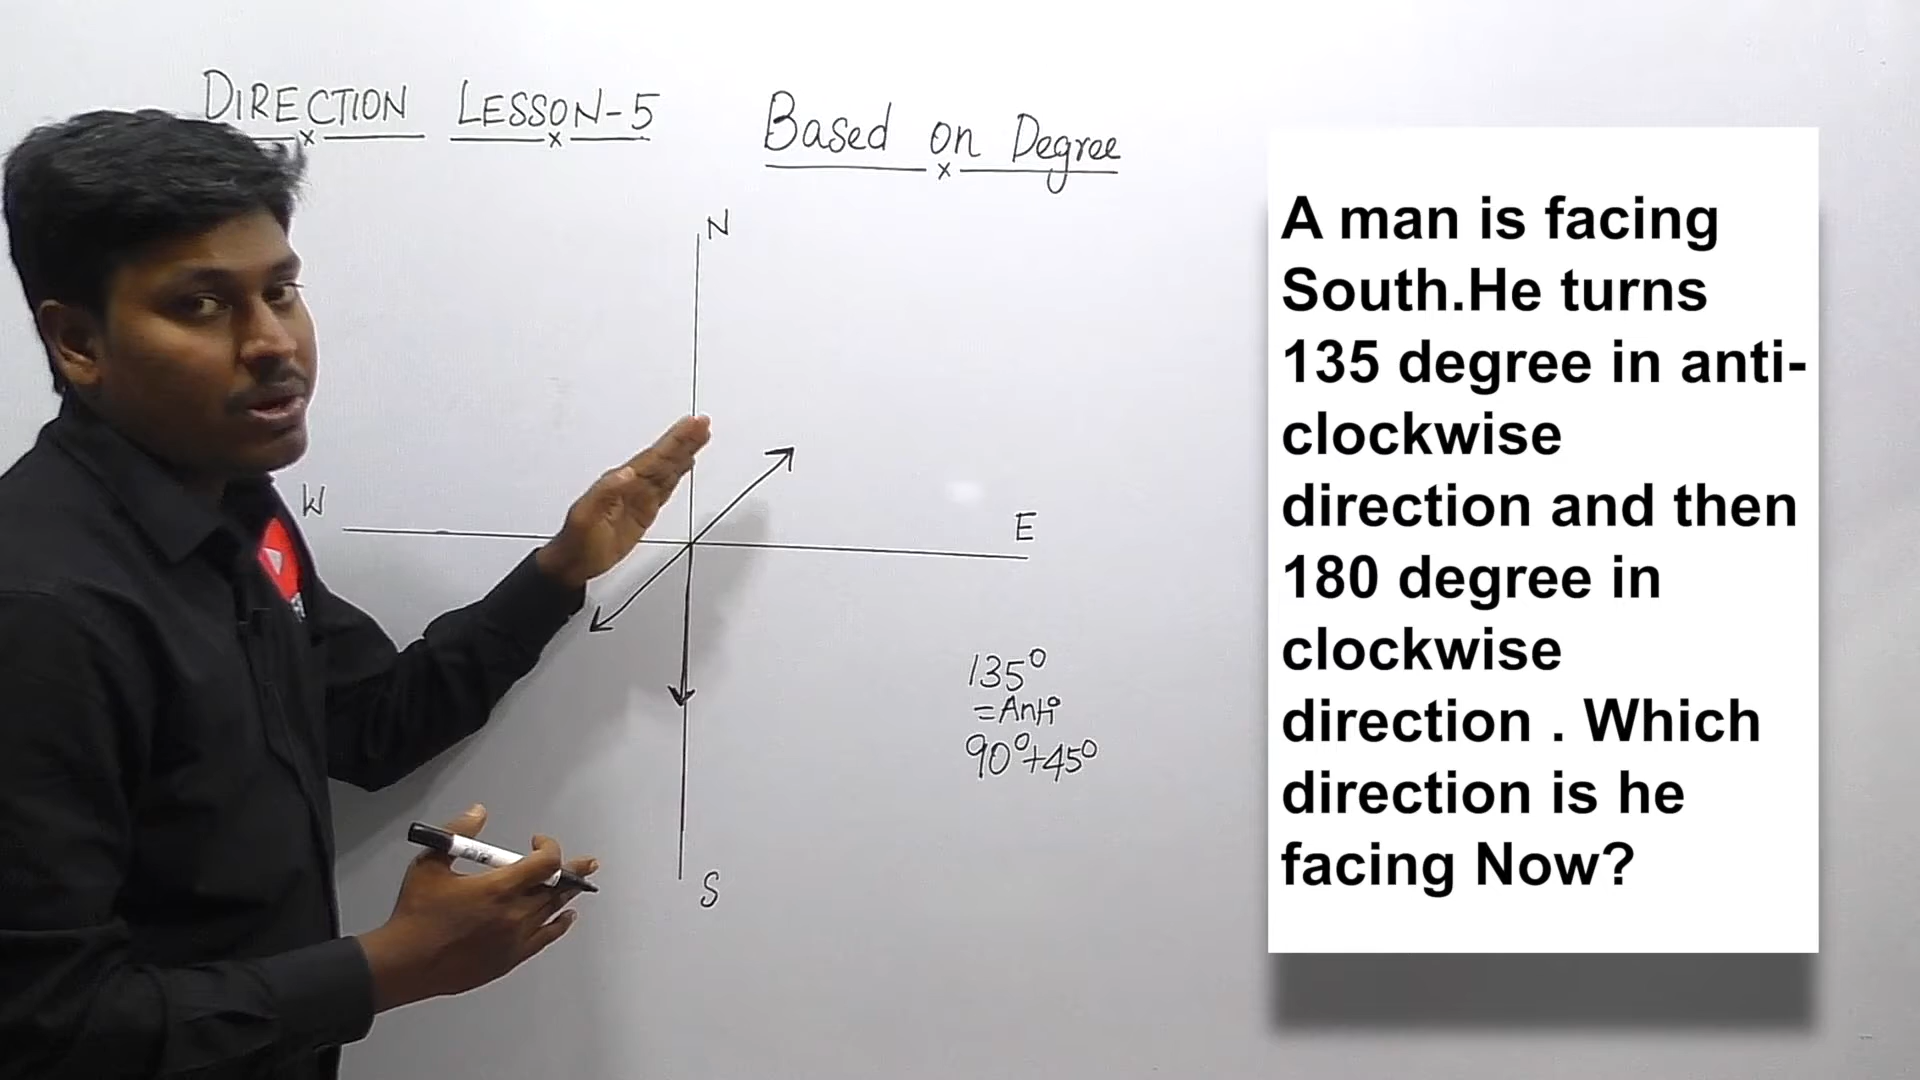 DIRECTION LESSON-5
Based on Degree
N
W
E
S
135°
=Anti
90°+45°
A man is facing
South.He turns
135 degree in anti-
clockwise
direction and then
180 degree in
clockwise
direction . Which
direction is he
facing Now?